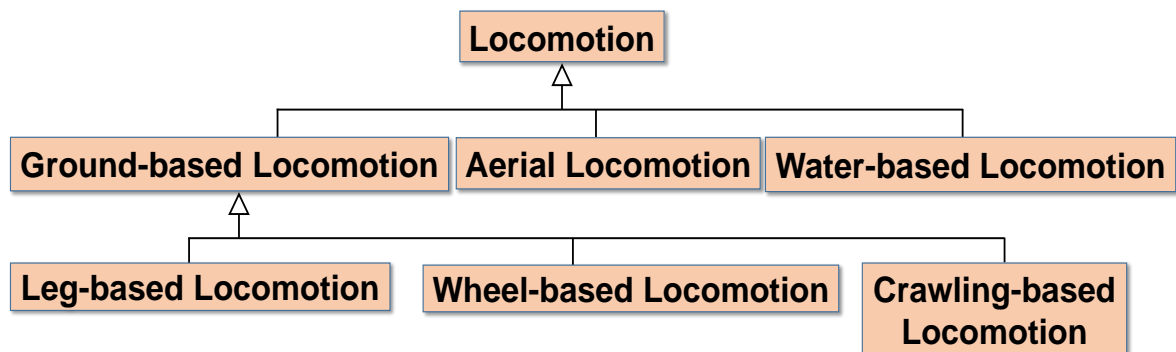 Locomotion
Ground-based Locomotion
Aerial Locomotion
Water-based Locomotion
Leg-based Locomotion
Wheel-based Locomotion
Crawling-based
Locomotion